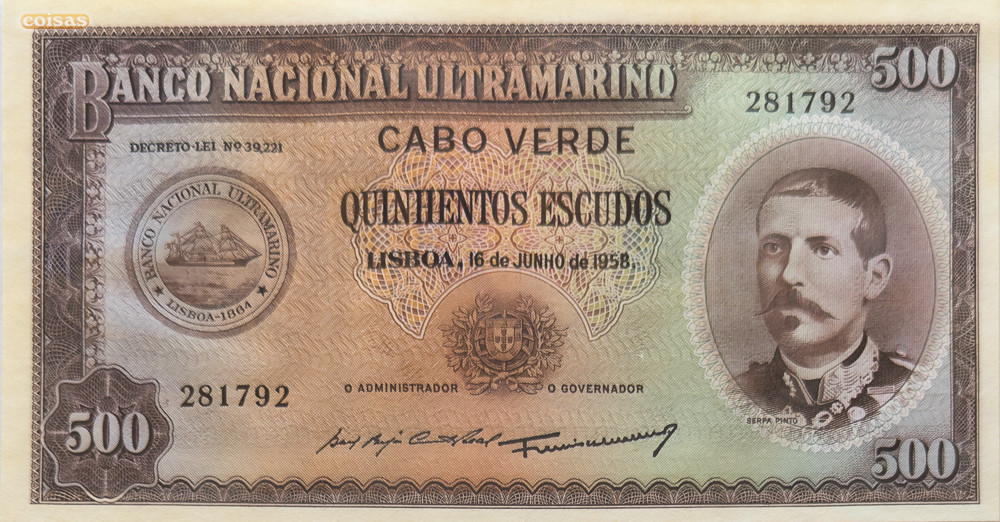 coisas
500
BANCO NACIONAL ULTRAMARINO
281792
CABO VERDE
DECRETO-LEI Nº 39,221
BANCO NACIONAL ULTRAMARINO
LISBOA-1864
QUINHENTOS ESCUDOS
LISBOA, 16 de JUNHO de 1958.
281792
O ADMINISTRADOR
O GOVERNADOR
SERPA PINTO
500
500